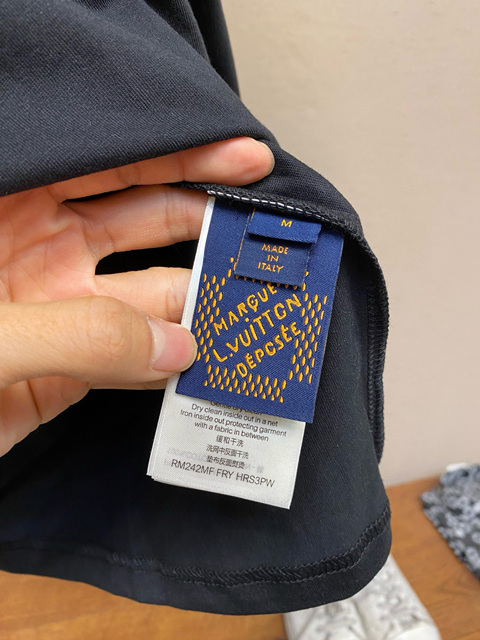 M
MADE
IN
ITALY
MARQUE
L.VUITTON
DÉPOSÉE
Dry clean inside out in a net
Iron inside out protecting garment
with a fabric in between
缓和干洗
洗网中反面干洗
垫布反面熨烫
RM242MF FRY HRS3PW